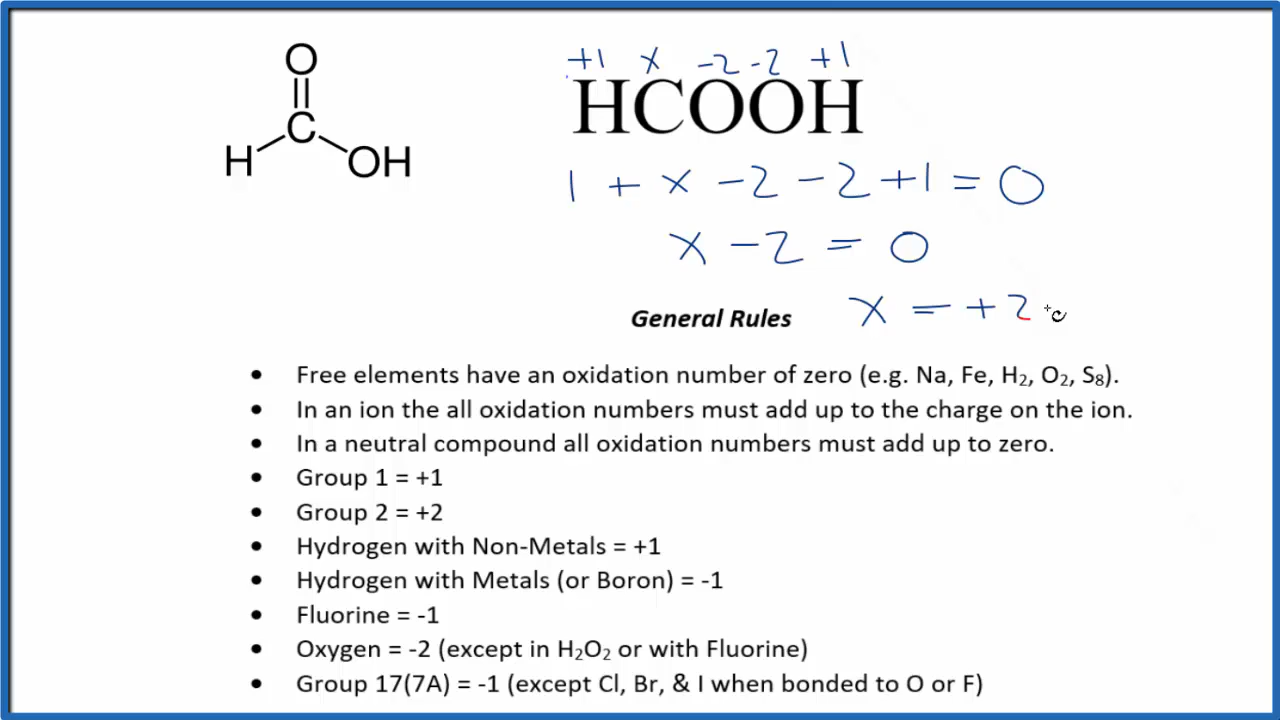 O
C
H
OH
+1 x -2 -2 +1
HCOOH
1 + x - 2 - 2 + 1 = 0
x - 2 = 0
x = + 2
General Rules
• Free elements have an oxidation number of zero (e.g. Na, Fe, H₂, O₂, S₈).
• In an ion the all oxidation numbers must add up to the charge on the ion.
• In a neutral compound all oxidation numbers must add up to zero.
• Group 1 = +1
• Group 2 = +2
• Hydrogen with Non-Metals = +1
• Hydrogen with Metals (or Boron) = -1
• Fluorine = -1
• Oxygen = -2 (except in H₂O₂ or with Fluorine)
• Group 17(7A) = -1 (except Cl, Br, & I when bonded to O or F)